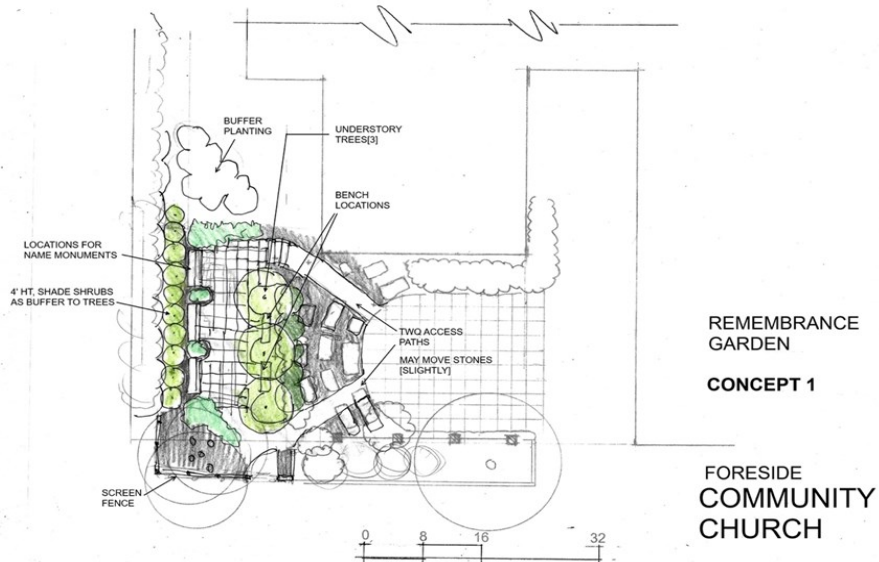 BUFFER
PLANTING
UNDERSTORY
TREES[3]
BENCH
LOCATIONS
LOCATIONS FOR
NAME MONUMENTS
4' HT, SHADE SHRUBS
AS BUFFER TO TREES
TWO ACCESS
PATHS
MAY MOVE STONES
[SLIGHTLY]
SCREEN
FENCE
REMEMBRANCE
GARDEN
CONCEPT 1
FORESIDE
COMMUNITY
CHURCH
0 8 16 32